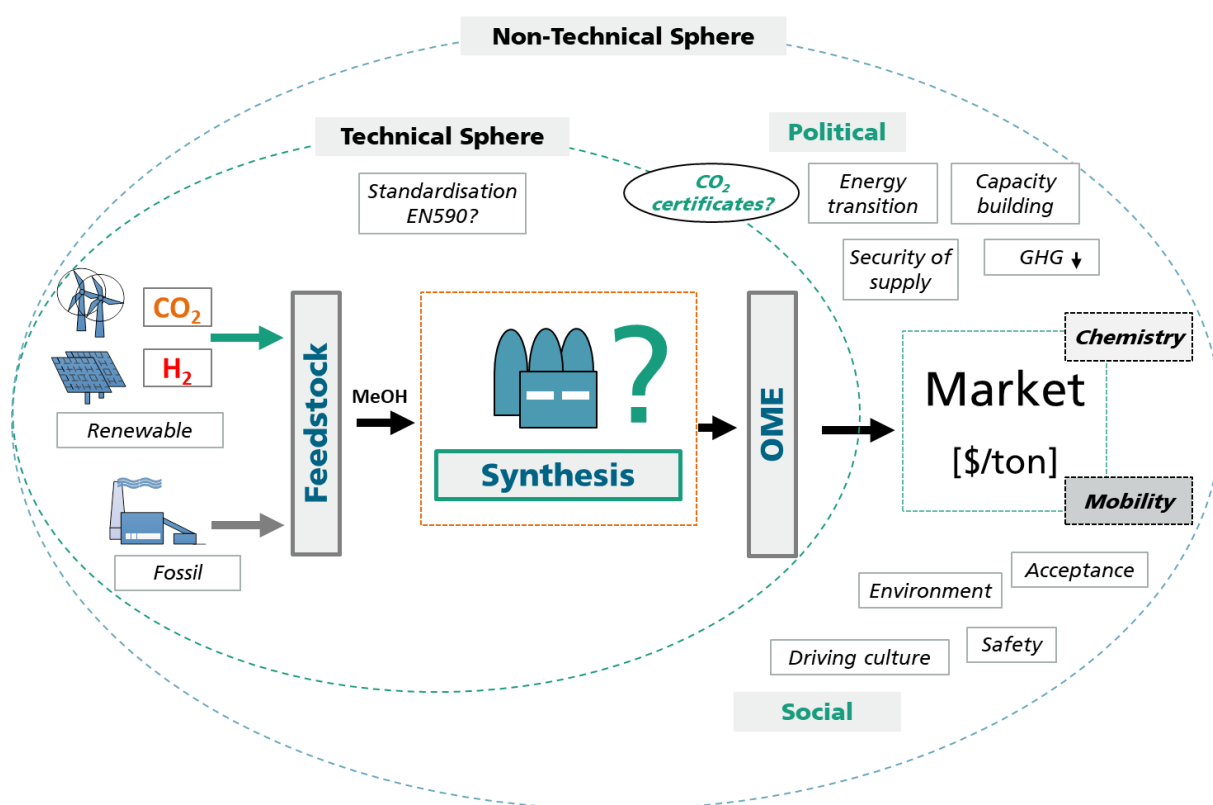 Non-Technical Sphere
Technical Sphere
Political
Standardisation
EN590?
CO₂
certificates?
Energy
transition
Capacity
building
Security of
supply
GHG ↓
CO₂
H₂
Renewable
Fossil
Feedstock
MeOH
?
Synthesis
OME
Market
[$/ton]
Chemistry
Mobility
Environment
Acceptance
Driving culture
Safety
Social